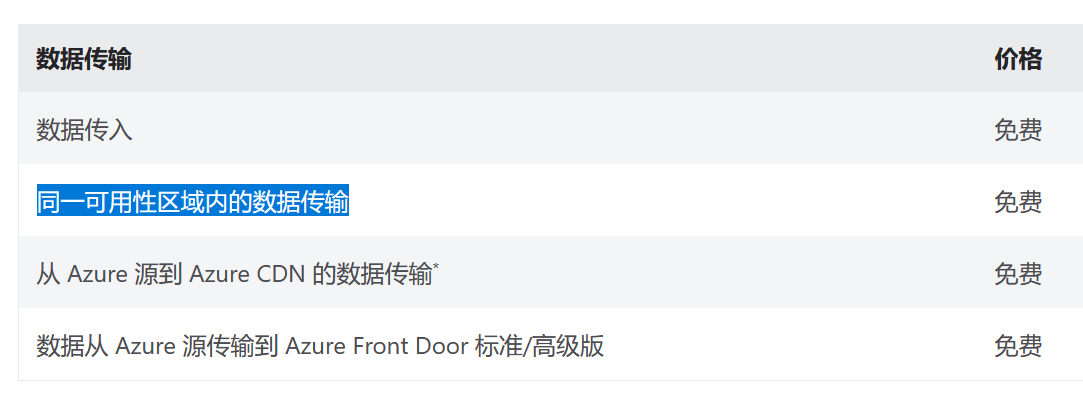 数据传输 价格
数据传入 免费
同一可用性区域内的数据传输 免费
从 Azure 源到 Azure CDN 的数据传输* 免费
数据从 Azure 源传输到 Azure Front Door 标准/高级版 免费